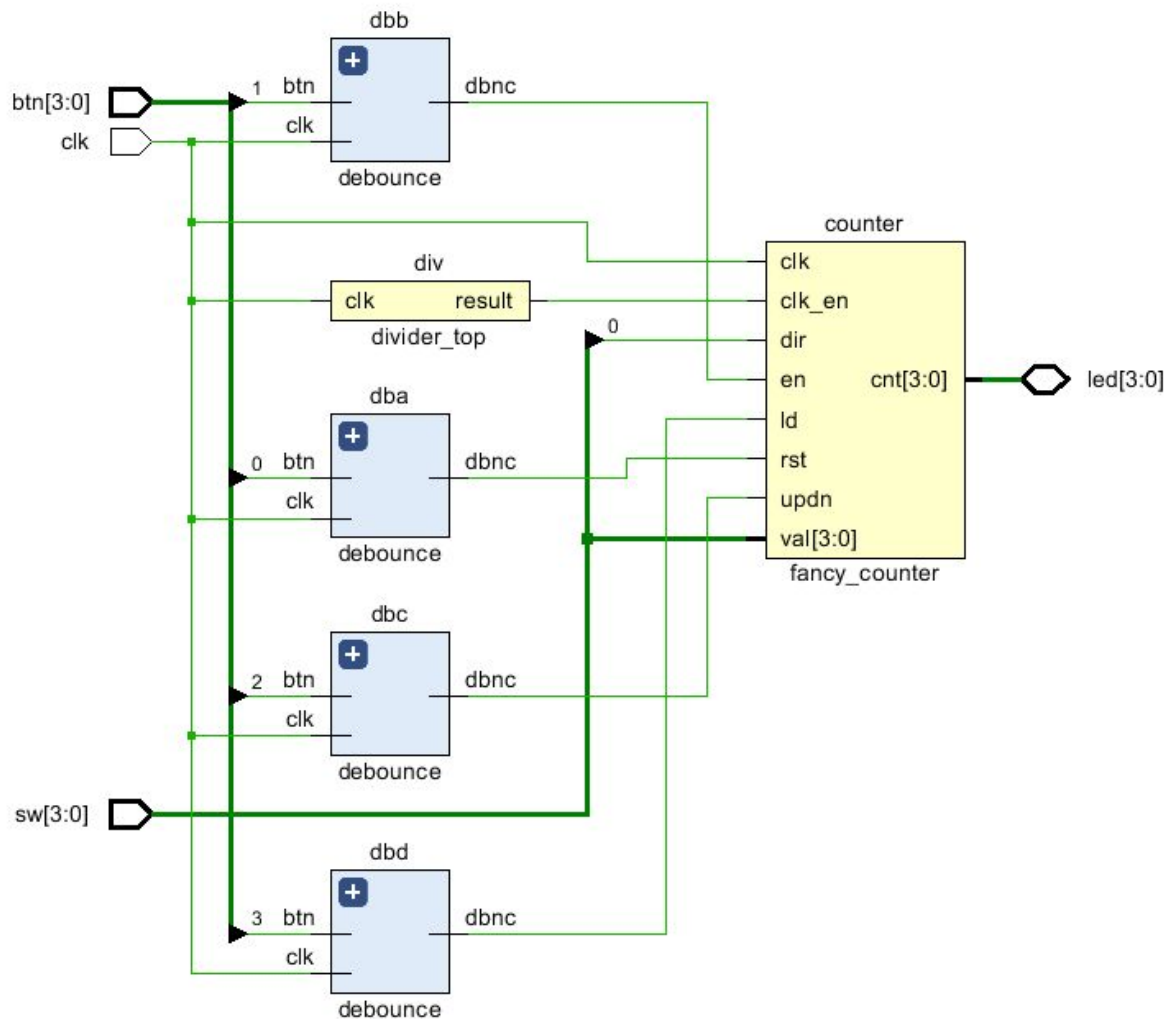 dbb
btn[3:0]
1 btn
dbnc
clk
clk
debounce
counter
clk
div
clk result
clk_en
divider_top
0
dir
en
cnt[3:0]
led[3:0]
dba
ld
0 btn
dbnc
rst
clk
updn
debounce
val[3:0]
fancy_counter
dbc
2 btn
dbnc
clk
debounce
sw[3:0]
dbd
3 btn
dbnc
clk
debounce